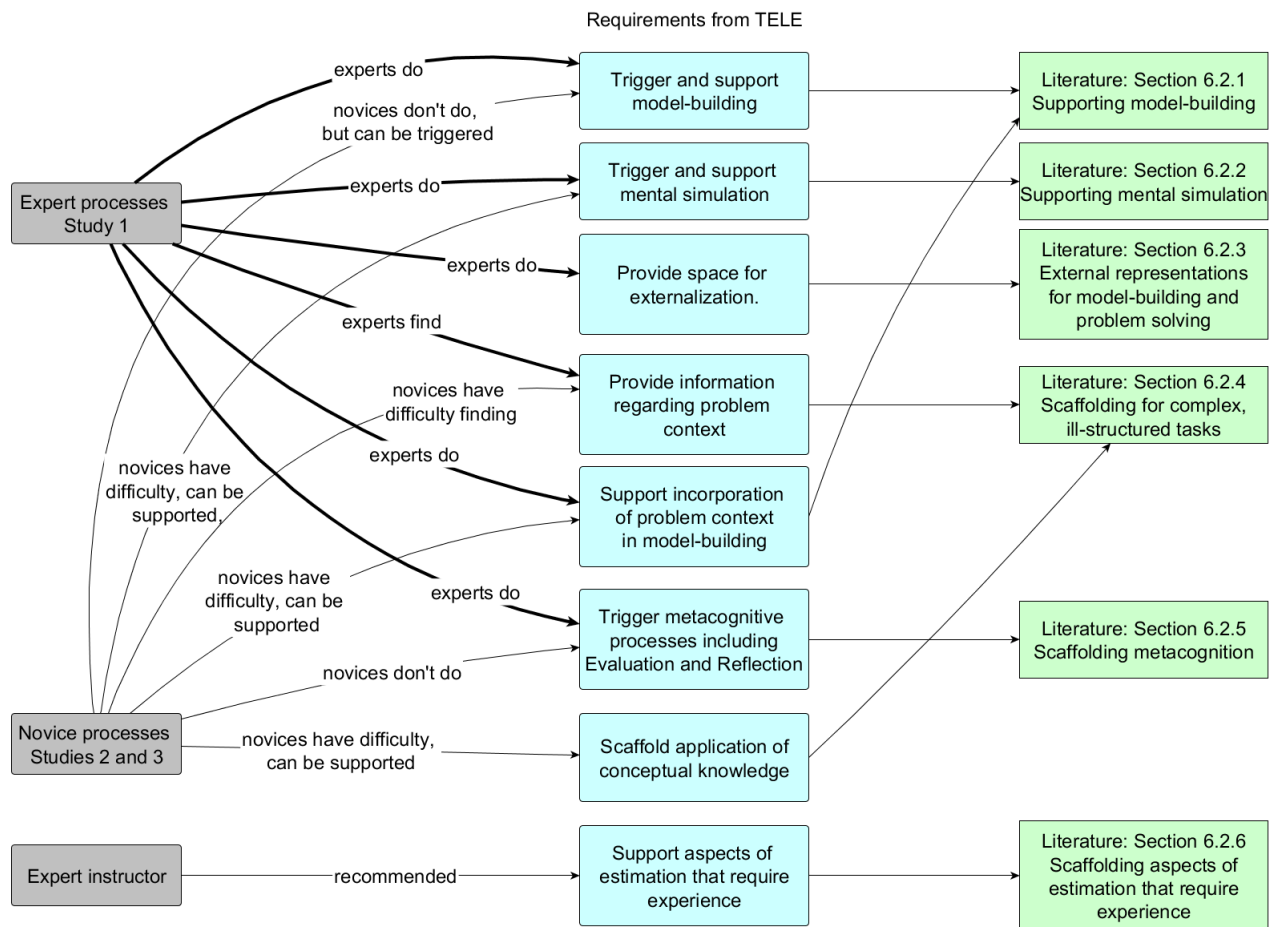 Requirements from TELE
experts do
novices don't do,
but can be triggered
Trigger and support
model-building
Literature: Section 6.2.1
Supporting model-building
Expert processes
Study 1
experts do
Trigger and support
mental simulation
Literature: Section 6.2.2
Supporting mental simulation
experts do
Provide space for
externalization.
Literature: Section 6.2.3
External representations
for model-building and
problem solving
experts find
novices have
difficulty finding
Provide information
regarding problem
context
Literature: Section 6.2.4
Scaffolding for complex,
ill-structured tasks
novices have
difficulty, can be
supported,
experts do
Support incorporation
of problem context
in model-building
novices have
difficulty, can be
supported
experts do
Trigger metacognitive
processes including
Evaluation and Reflection
Literature: Section 6.2.5
Scaffolding metacognition
novices don't do
Novice processes
Studies 2 and 3
novices have difficulty,
can be supported
Scaffold application of
conceptual knowledge
Expert instructor
recommended
Support aspects of
estimation that require
experience
Literature: Section 6.2.6
Scaffolding aspects of
estimation that require
experience